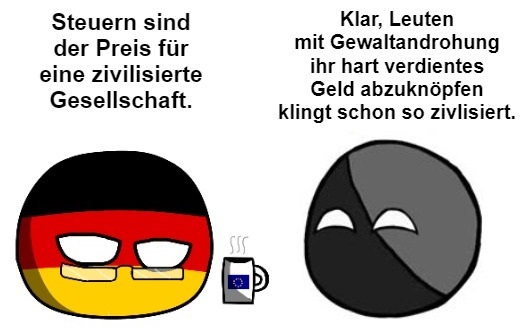 Steuern sind
der Preis für
eine zivilisierte
Gesellschaft.
Klar, Leuten
mit Gewaltandrohung
ihr hart verdientes
Geld abzuknöpfen
klingt schon so zivlisiert.